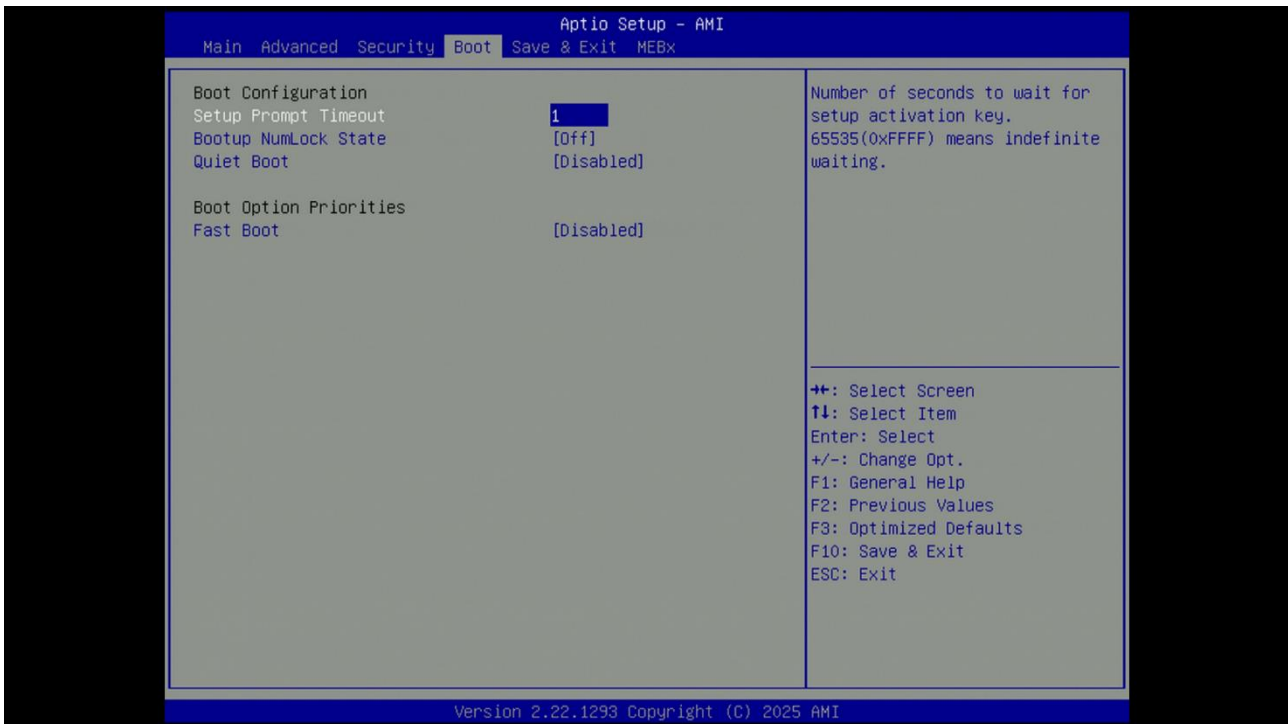 Aptio Setup - AMI
Main Advanced Security Boot Save & Exit MEBx
Boot Configuration
Setup Prompt Timeout 1
Bootup NumLock State [Off]
Quiet Boot [Disabled]
Boot Option Priorities
Fast Boot [Disabled]
Number of seconds to wait for
setup activation key.
65535(0xFFFF) means indefinite
waiting.
→←: Select Screen
↑↓: Select Item
Enter: Select
+/-: Change Opt.
F1: General Help
F2: Previous Values
F3: Optimized Defaults
F10: Save & Exit
ESC: Exit
Version 2.22.1293 Copyright (C) 2025 AMI